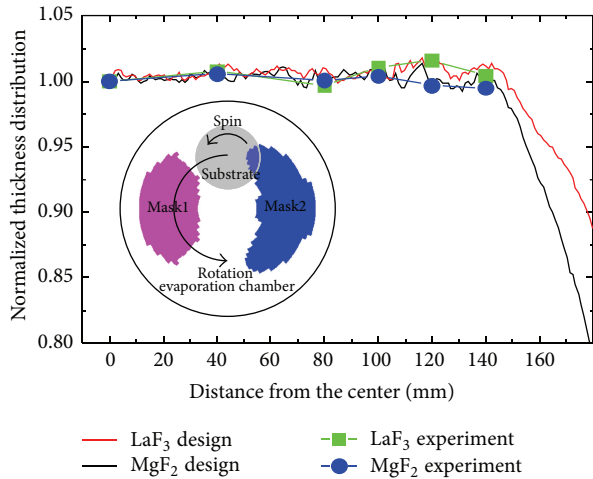 Normalized thickness distribution
1.05
1.00
0.95
0.90
0.85
0.80
Spin
Substrate
Mask1
Mask2
Rotation
evaporation chamber
0 20 40 60 80 100 120 140 160
Distance from the center (mm)
LaF₃ design
MgF₂ design
LaF₃ experiment
MgF₂ experiment